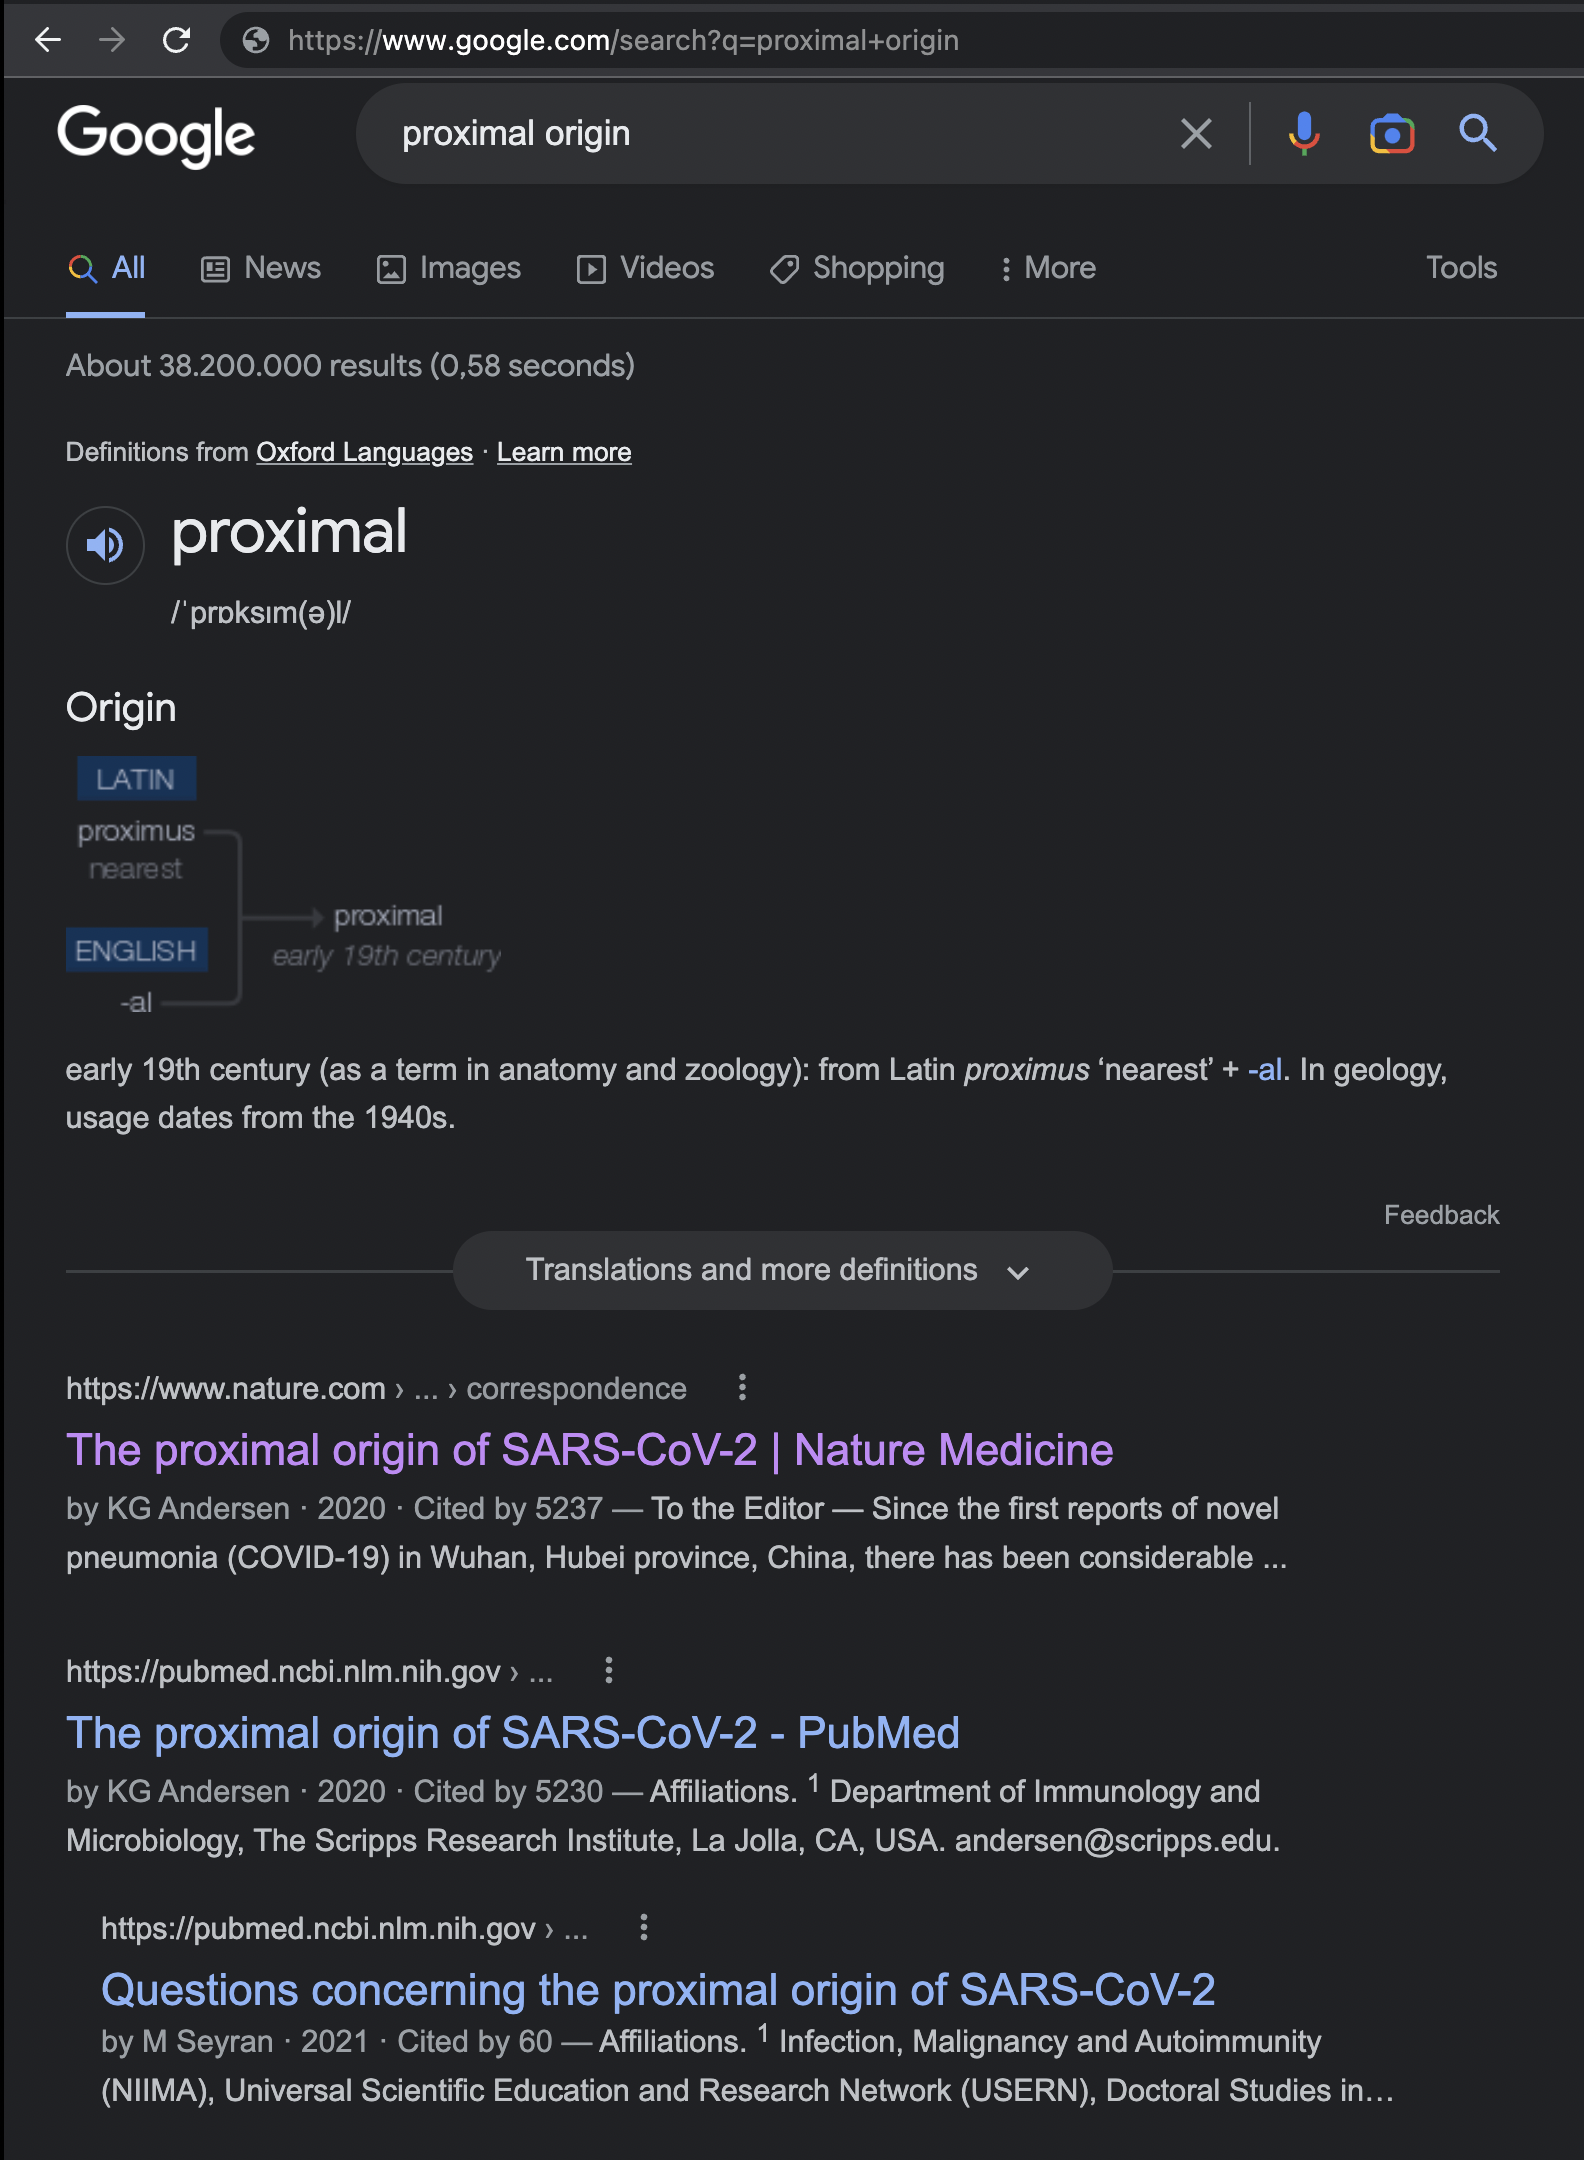 https://www.google.com/search?q=proximal+origin
Google
proximal origin
All News Images Videos Shopping More Tools
About 38.200.000 results (0,58 seconds)
Definitions from Oxford Languages · Learn more
proximal
/ˈprɒksɪm(ə)l/
Origin
LATIN
proximus
nearest
ENGLISH
-al
proximal
early 19th century
early 19th century (as a term in anatomy and zoology): from Latin proximus ‘nearest’ + -al. In geology,
usage dates from the 1940s.
Feedback
Translations and more definitions
https://www.nature.com › ... › correspondence
The proximal origin of SARS-CoV-2 | Nature Medicine
by KG Andersen · 2020 · Cited by 5237 — To the Editor — Since the first reports of novel
pneumonia (COVID-19) in Wuhan, Hubei province, China, there has been considerable ...
https://pubmed.ncbi.nlm.nih.gov › ...
The proximal origin of SARS-CoV-2 - PubMed
by KG Andersen · 2020 · Cited by 5230 — Affiliations. 1 Department of Immunology and
Microbiology, The Scripps Research Institute, La Jolla, CA, USA. andersen@scripps.edu.
https://pubmed.ncbi.nlm.nih.gov › ...
Questions concerning the proximal origin of SARS-CoV-2
by M Seyran · 2021 · Cited by 60 — Affiliations. 1 Infection, Malignancy and Autoimmunity
(NIIMA), Universal Scientific Education and Research Network (USERN), Doctoral Studies in…